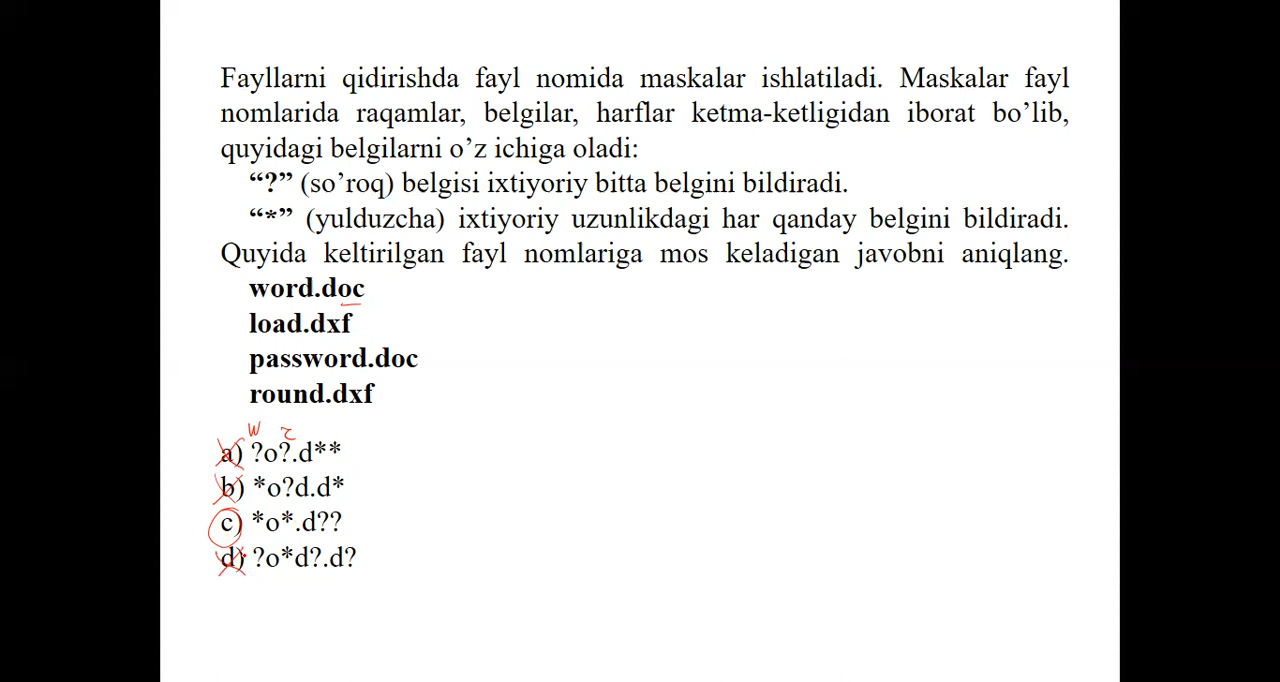 Fayllarni qidirishda fayl nomida maskalar ishlatiladi. Maskalar fayl
nomlarida raqamlar, belgilar, harflar ketma-ketligidan iborat bo’lib,
quyidagi belgilarni o’z ichiga oladi:
“?” (so’roq) belgisi ixtiyoriy bitta belgini bildiradi.
“*” (yulduzcha) ixtiyoriy uzunlikdagi har qanday belgini bildiradi.
Quyida keltirilgan fayl nomlariga mos keladigan javobni aniqlang.
word.doc
load.dxf
password.doc
round.dxf
w r
a) ?o?.d**
b) *o?d.d*
c) *o*.d??
d) ?o*d?.d?